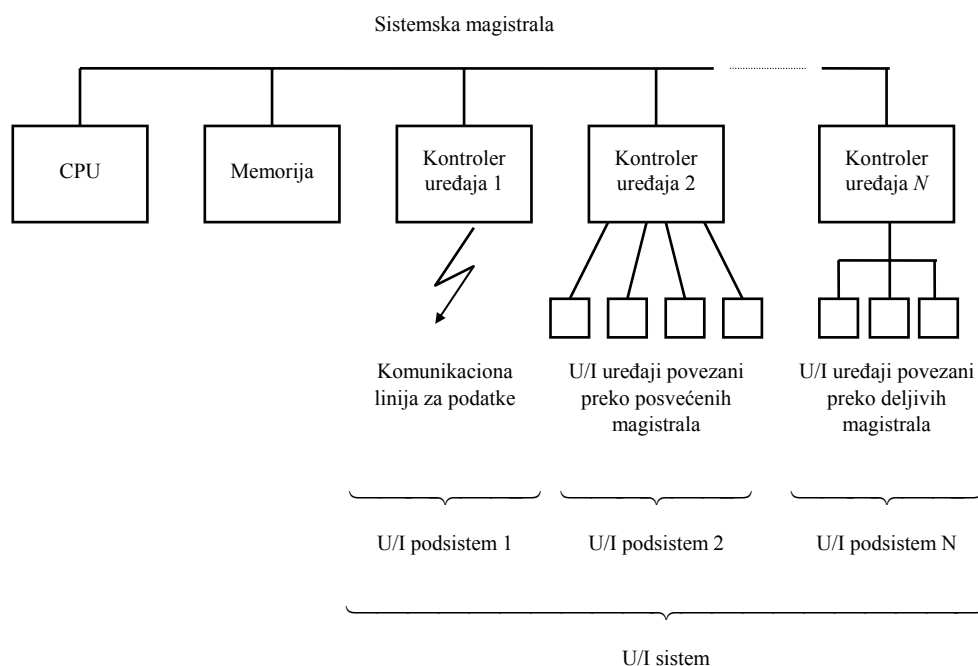 Sistemska magistrala
CPU
Memorija
Kontroler
uređaja 1
Kontroler
uređaja 2
Kontroler
uređaja N
Komunikaciona
linija za podatke
U/I uređaji povezani
preko posvećenih
magistrala
U/I uređaji povezani
preko deljivih
magistrala
U/I podsistem 1
U/I podsistem 2
U/I podsistem N
U/I sistem